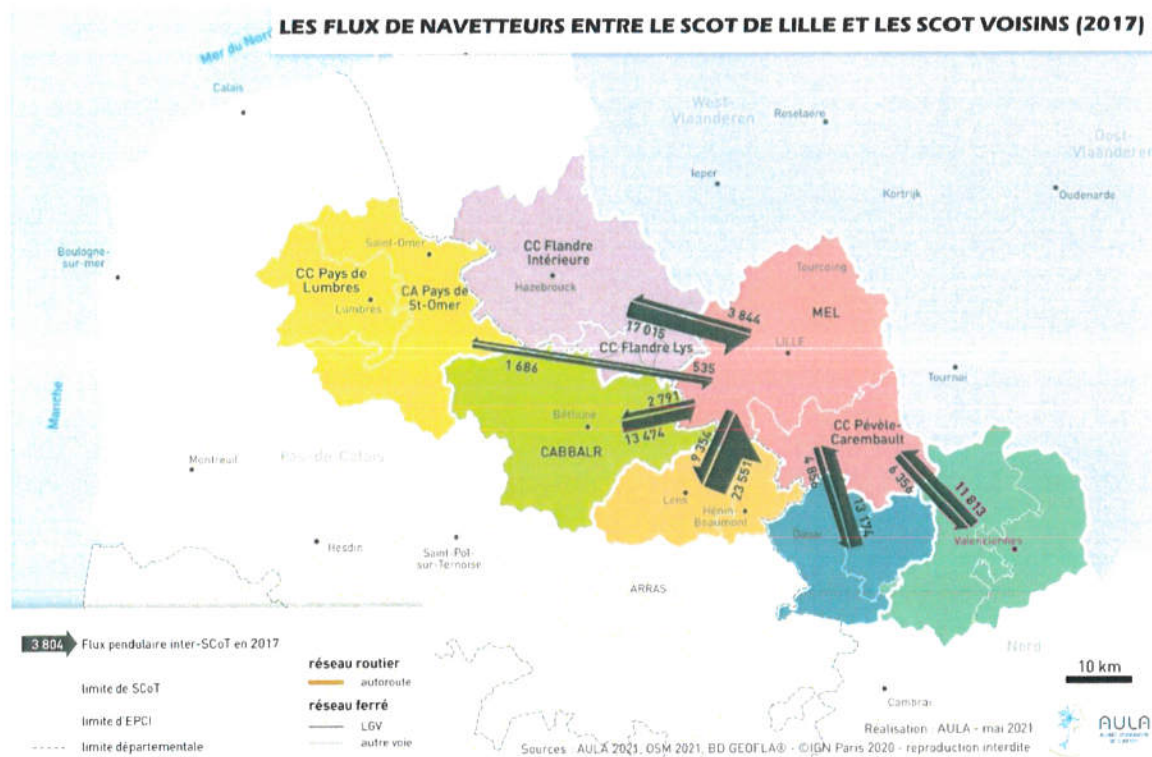 LES FLUX DE NAVETTEURS ENTRE LE SCOT DE LILLE ET LES SCOT VOISINS (2017)
Mer du Nord
Calais
West-
Vlaanderen
Roselaere
Oost-
Vlaanderen
Ieper
Kortrijk
Oudenarde
Boulogne-
sur-mer
Saint-Omer
CC Pays de
Lumbres
Lumbres
CA Pays de
St-Omer
CC Flandre
Intérieure
Hazebrouck
Tourcoing
MEL
3 844
17 015
CC Flandre Lys
LILLE
1 686
535
Tournai
Manche
2 791
Béthune
13 474
CABBALR
CC Pévèle-
Carembault
9 354
23 551
4 856
13 174
6 356
11 813
Montreuil
Pas-de-Calais
Lens
Hénin-
Beaumont
Douai
Valenciennes
Hesdin
Saint-Pol-
sur-Ternoise
ARRAS
Nord
3 804
Flux pendulaire inter-SCoT en 2017
limite de SCoT
limite d'EPCI
limite départementale
réseau routier
autoroute
réseau ferré
LGV
autre voie
10 km
Cambrai
Réalisation : AULA - mai 2021
Sources : AULA 2021, OSM 2021, BD GEOFLA® - ©IGN Paris 2020 - reproduction interdite
AULA